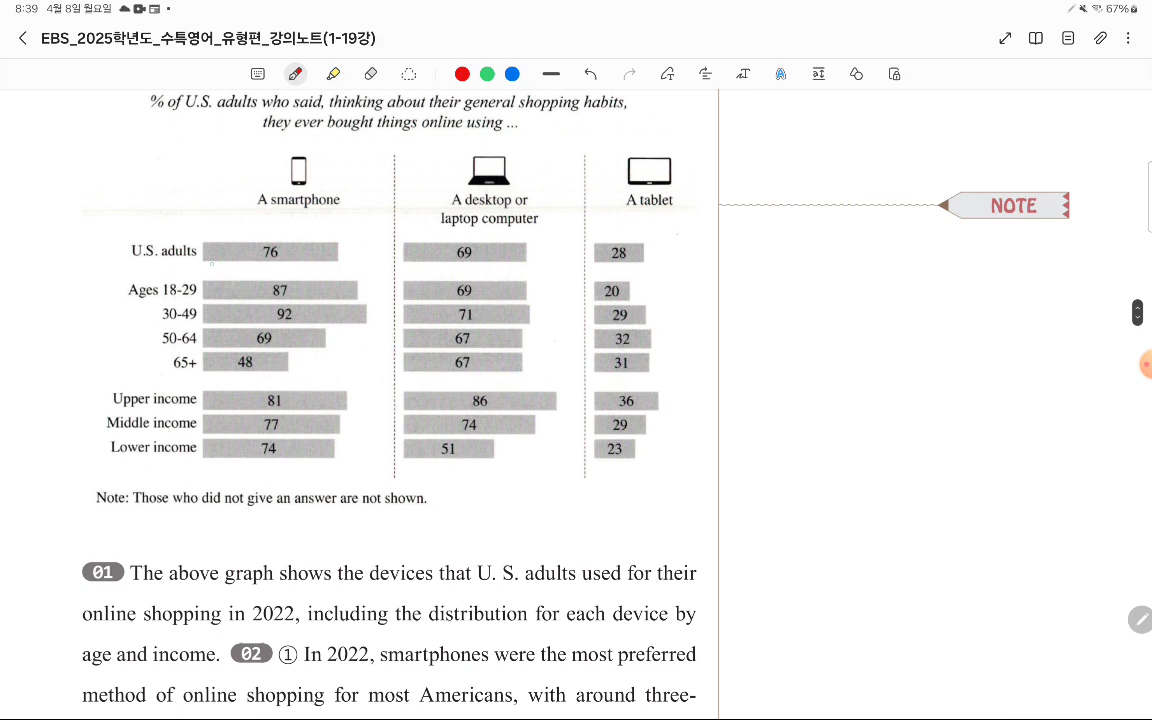 8:39 4월 8일 월요일
67%
EBS_2025학년도_수특영어_유형편_강의노트(1-19강)
% of U.S. adults who said, thinking about their general shopping habits,
they ever bought things online using ...
A smartphone
A desktop or
laptop computer
A tablet
NOTE
U.S. adults 76 69 28
Ages 18-29 87 69 20
30-49 92 71 29
50-64 69 67 32
65+ 48 67 31
Upper income 81 86 36
Middle income 77 74 29
Lower income 74 51 23
Note: Those who did not give an answer are not shown.
01 The above graph shows the devices that U. S. adults used for their
online shopping in 2022, including the distribution for each device by
age and income. 02 ① In 2022, smartphones were the most preferred
method of online shopping for most Americans, with around three-